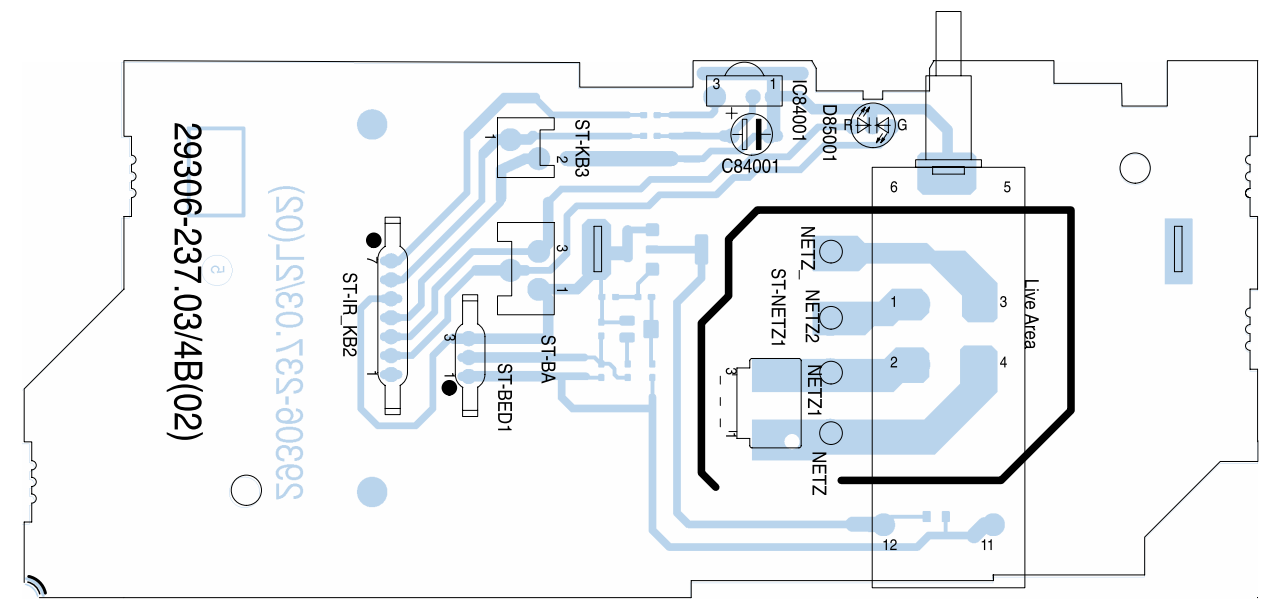 3
1
IC84001
+
C84001
D85001
R
G
ST-KB3
1
2
6
5
29306-237.03/4B(02)
29306-237.03/2L(02)
5
7
ST-IR_KB2
1
3
1
ST-BA
3
1
ST-BED1
NETZ_
ST-NETZ1
NETZ2
1
3
Live Area
2
4
NETZ1
3
1
NETZ
12
11